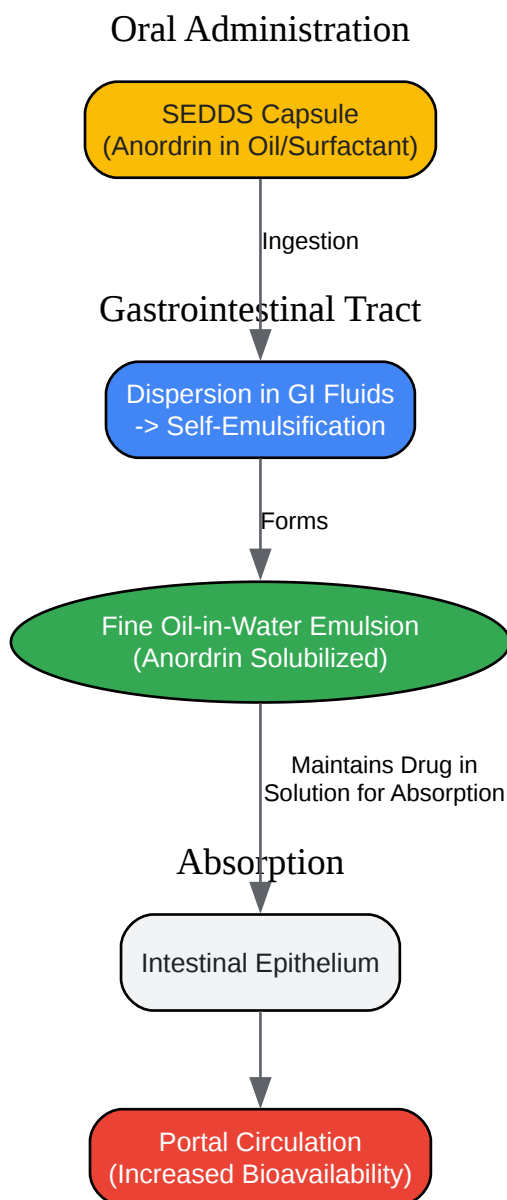 Oral Administration
SEDDS Capsule
(Anordrin in Oil/Surfactant)
Ingestion
Gastrointestinal Tract
Dispersion in GI Fluids
-> Self-Emulsification
Forms
Fine Oil-in-Water Emulsion
(Anordrin Solubilized)
Maintains Drug in
Solution for Absorption
Absorption
Intestinal Epithelium
Portal Circulation
(Increased Bioavailability)